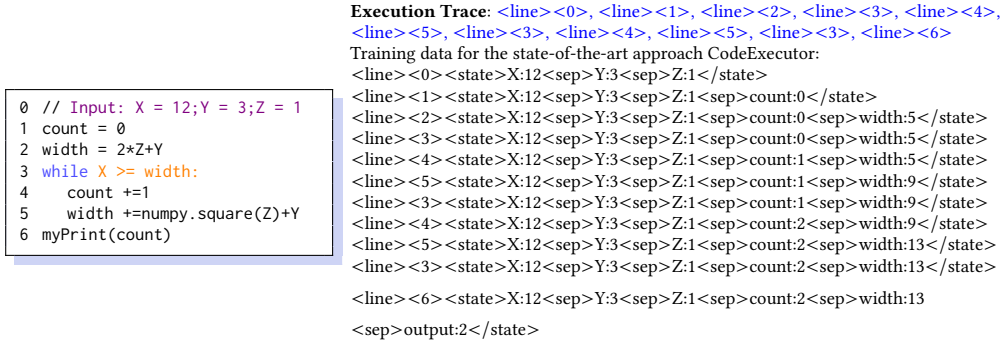 0 // Input: X = 12;Y = 3;Z = 1
1 count = 0
2 width = 2*Z+Y
3 while X >= width:
4 count +=1
5 width +=numpy.square(Z)+Y
6 myPrint(count)
Execution Trace: <line><0>, <line><1>, <line><2>, <line><3>, <line><4>,
<line><5>, <line><3>, <line><4>, <line><5>, <line><3>, <line><6>
Training data for the state-of-the-art approach CodeExecutor:
<line><0><state>X:12<sep>Y:3<sep>Z:1</state>
<line><1><state>X:12<sep>Y:3<sep>Z:1<sep>count:0</state>
<line><2><state>X:12<sep>Y:3<sep>Z:1<sep>count:0<sep>width:5</state>
<line><3><state>X:12<sep>Y:3<sep>Z:1<sep>count:0<sep>width:5</state>
<line><4><state>X:12<sep>Y:3<sep>Z:1<sep>count:1<sep>width:5</state>
<line><5><state>X:12<sep>Y:3<sep>Z:1<sep>count:1<sep>width:9</state>
<line><3><state>X:12<sep>Y:3<sep>Z:1<sep>count:1<sep>width:9</state>
<line><4><state>X:12<sep>Y:3<sep>Z:1<sep>count:2<sep>width:9</state>
<line><5><state>X:12<sep>Y:3<sep>Z:1<sep>count:2<sep>width:13</state>
<line><3><state>X:12<sep>Y:3<sep>Z:1<sep>count:2<sep>width:13</state>
<line><6><state>X:12<sep>Y:3<sep>Z:1<sep>count:2<sep>width:13
<sep>output:2</state>